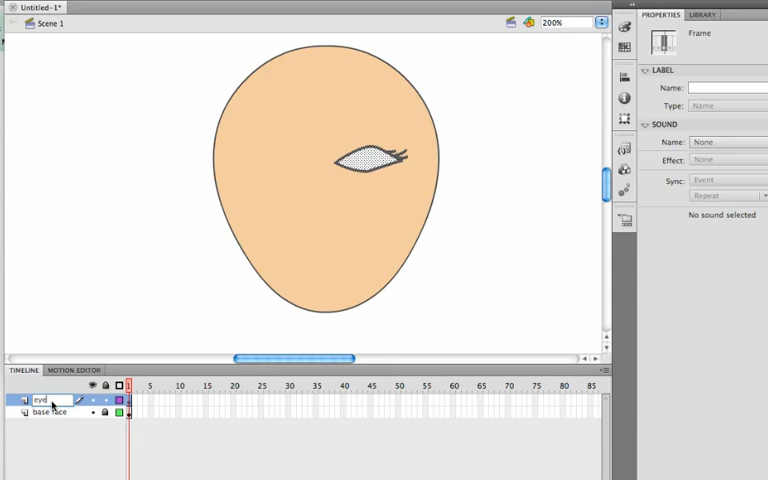 Untitled-1*
Scene 1
200%
PROPERTIES LIBRARY
Frame
LABEL
Name:
Type: Name
SOUND
Name: None
Effect: None
Sync: Event
Repeat
No sound selected
TIMELINE MOTION EDITOR
1 5 10 15 20 25 30 35 40 45 50 55 60 65 70 75 80 85
eye
base face